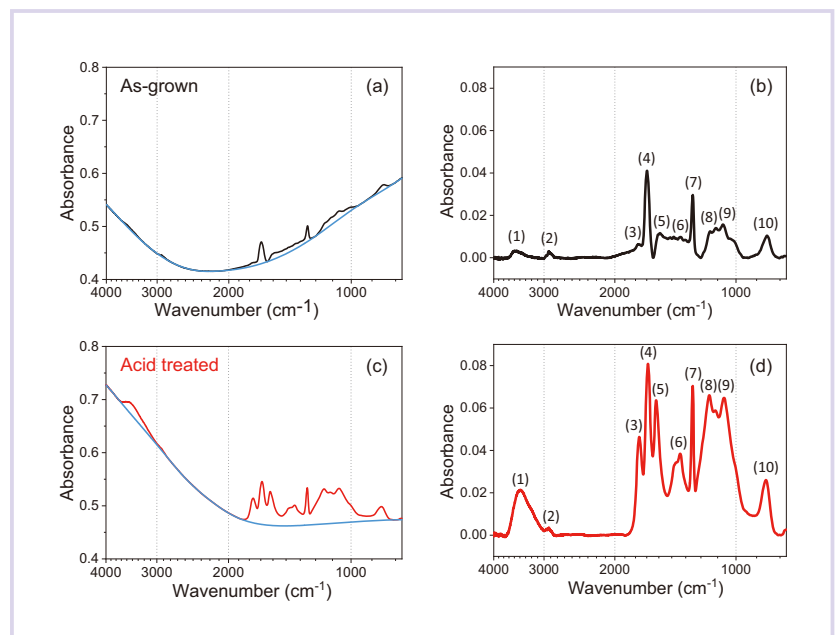 0.8
As-grown
(a)
0.7
0.6
0.5
0.4
4000 3000 2000 1000
Absorbance
Wavenumber (cm-1)
(b)
0.08
0.06
0.04
0.02
0.00
(1) (2) (3) (4) (5) (6) (7) (8) (9) (10)
4000 3000 2000 1000
Absorbance
Wavenumber (cm-1)
0.8
Acid treated
(c)
0.7
0.6
0.5
0.4
4000 3000 2000 1000
Absorbance
Wavenumber (cm-1)
(d)
0.08
0.06
0.04
0.02
0.00
(1) (2) (3) (4) (5) (6) (7) (8) (9) (10)
4000 3000 2000 1000
Absorbance
Wavenumber (cm-1)